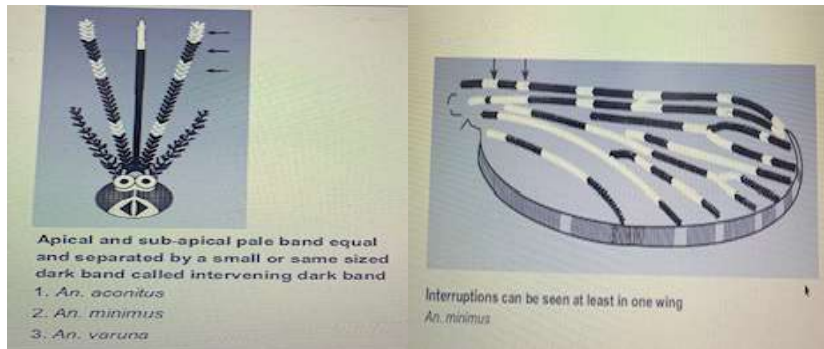 Apical and sub-apical pale band equal
and separated by a small or same sized
dark band called intervening dark band
1. An. aconitus
2. An. minimus
3. An. varuna
Interruptions can be seen at least in one wing
An. minimus